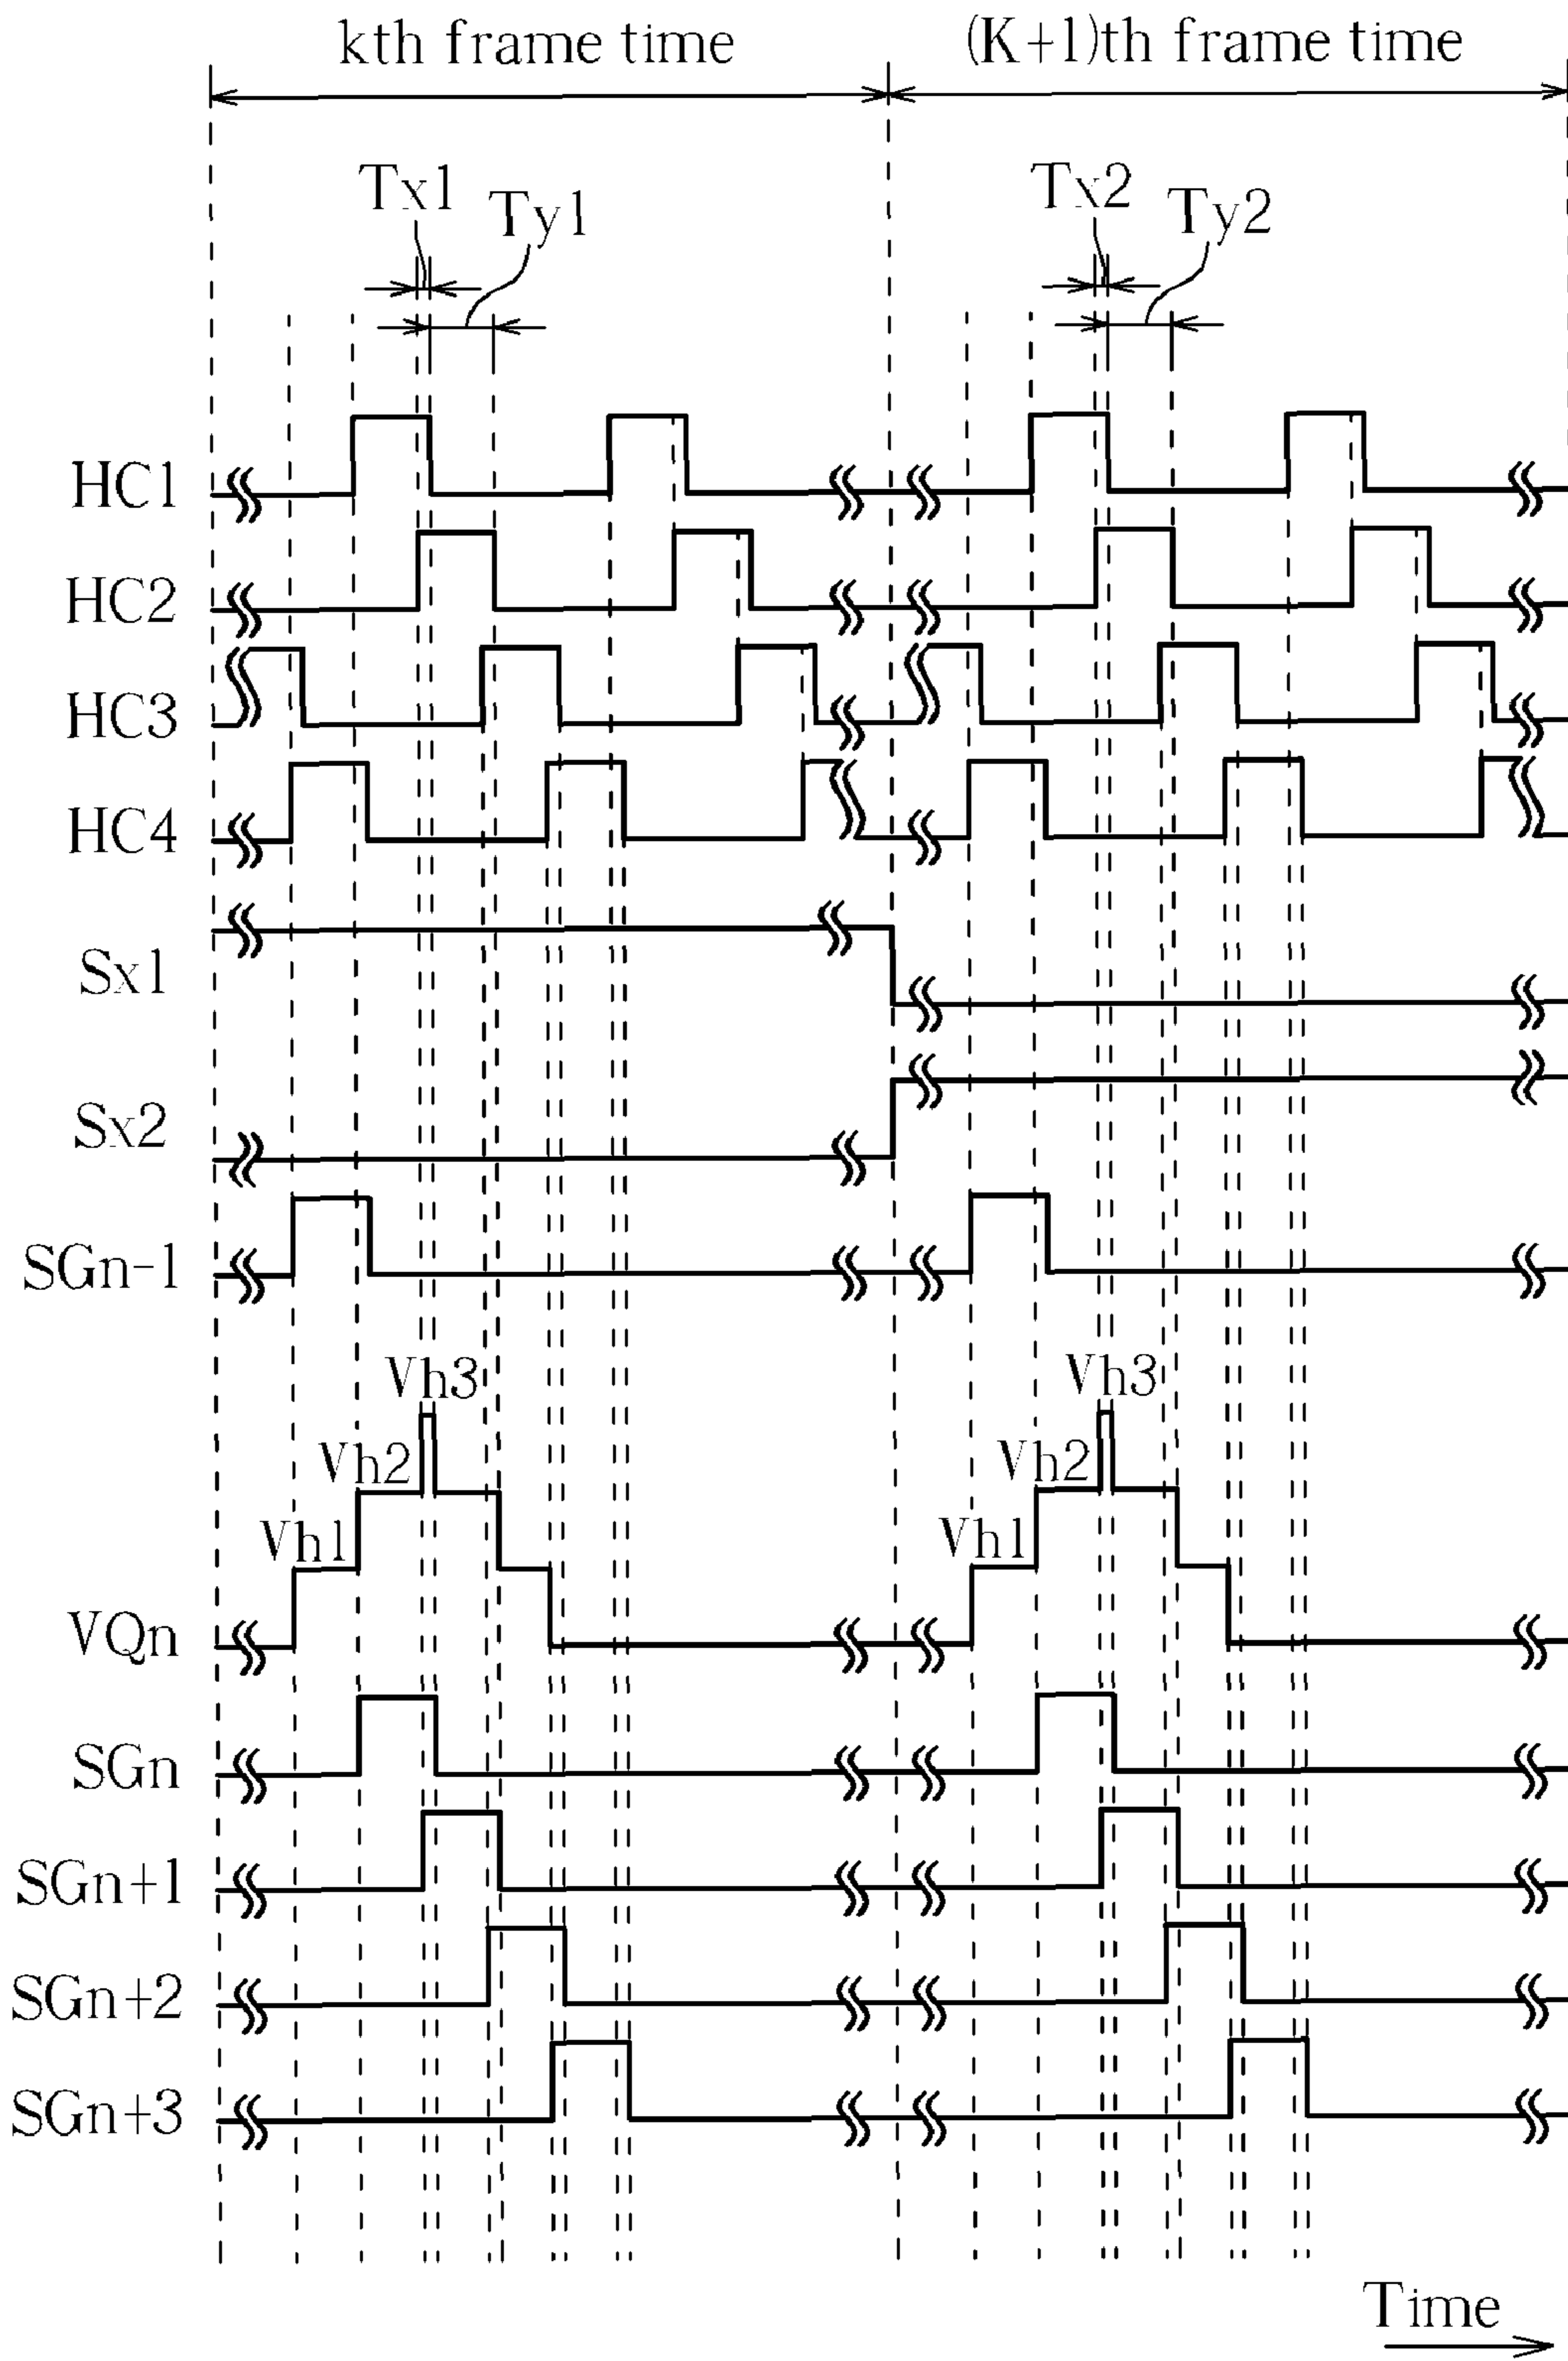 kth frame time
(K+1)th frame time
Tx1
Ty1
Tx2
Ty2
HC1
HC2
HC3
HC4
Sx1
Sx2
SGn-1
Vh3
Vh3
Vh2
Vh2
Vh1
Vh1
VQn
SGn
SGn+1
SGn+2
SGn+3
Time